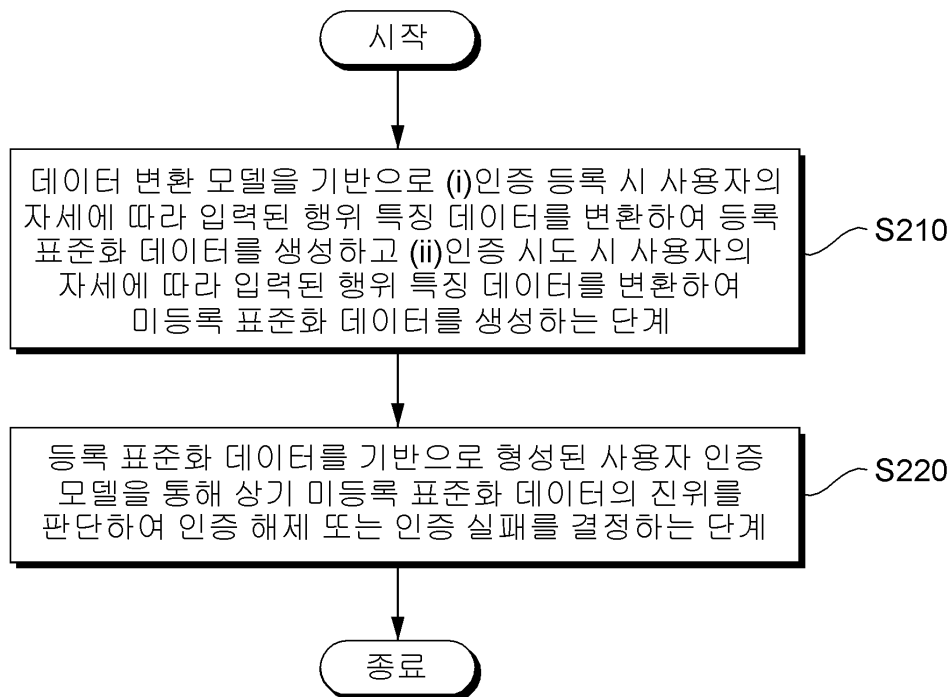 시작
데이터 변환 모델을 기반으로 (i)인증 등록 시 사용자의
자세에 따라 입력된 행위 특징 데이터를 변환하여 등록
표준화 데이터를 생성하고 (ii)인증 시도 시 사용자의
자세에 따라 입력된 행위 특징 데이터를 변환하여
미등록 표준화 데이터를 생성하는 단계
S210
등록 표준화 데이터를 기반으로 형성된 사용자 인증
모델을 통해 상기 미등록 표준화 데이터의 진위를
판단하여 인증 해제 또는 인증 실패를 결정하는 단계
S220
종료